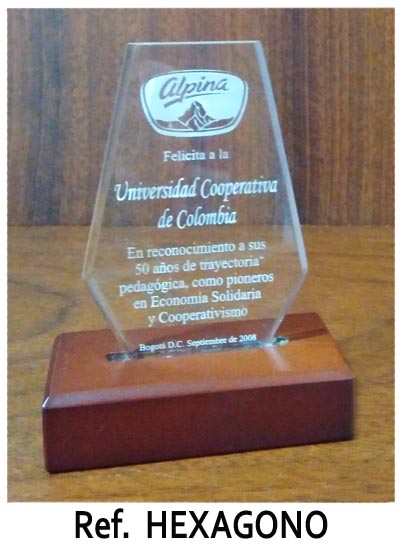 alpina
Felicita a la
Universidad Cooperativa
de Colombia
En reconocimiento a sus
50 años de trayectoria"
pedagógica, como pioneros
en Economía Solidaria
y Cooperativismo
Bogotá D.C. Septiembre de 2008
Ref. HEXAGONO